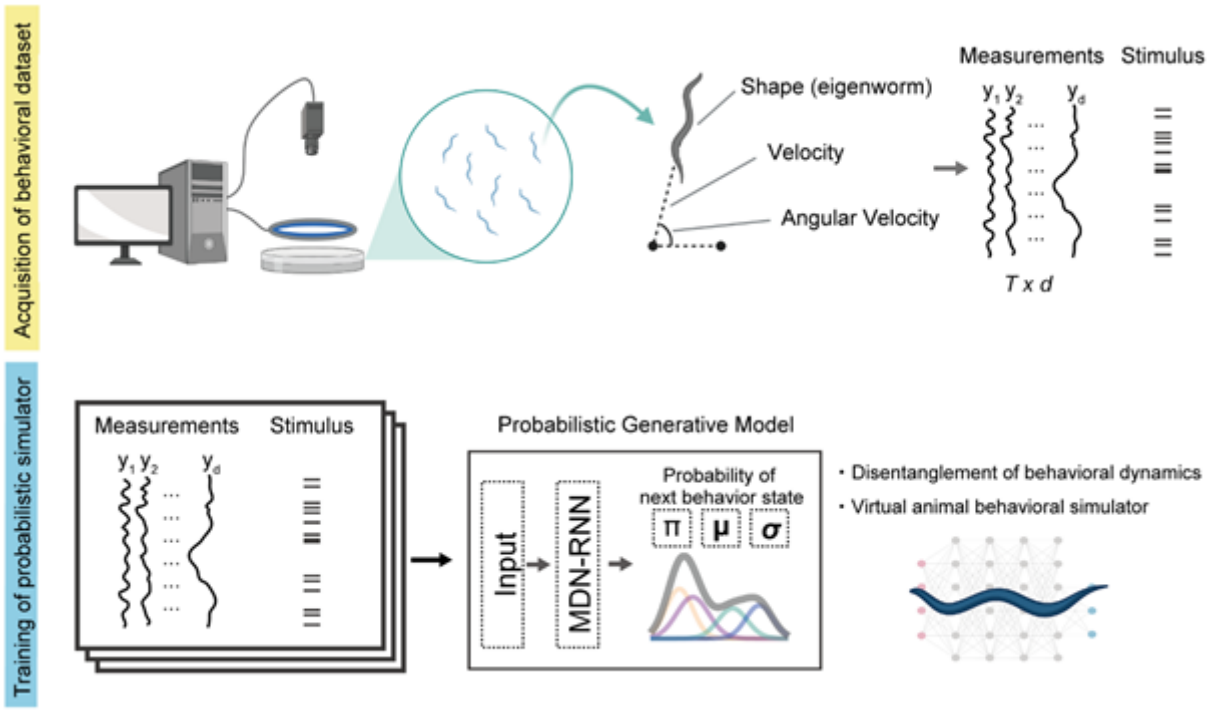 Acquisition of behavioral dataset
Shape (eigenworm)
Velocity
Angular Velocity
Measurements Stimulus
y1 y2 yd
...
...
...
...
...
...
T x d
Training of probabilistic simulator
Measurements Stimulus
y1 y2 yd
...
...
...
...
...
...
Probabilistic Generative Model
Input
MDN-RNN
Probability of
next behavior state
π μ σ
· Disentanglement of behavioral dynamics
· Virtual animal behavioral simulator